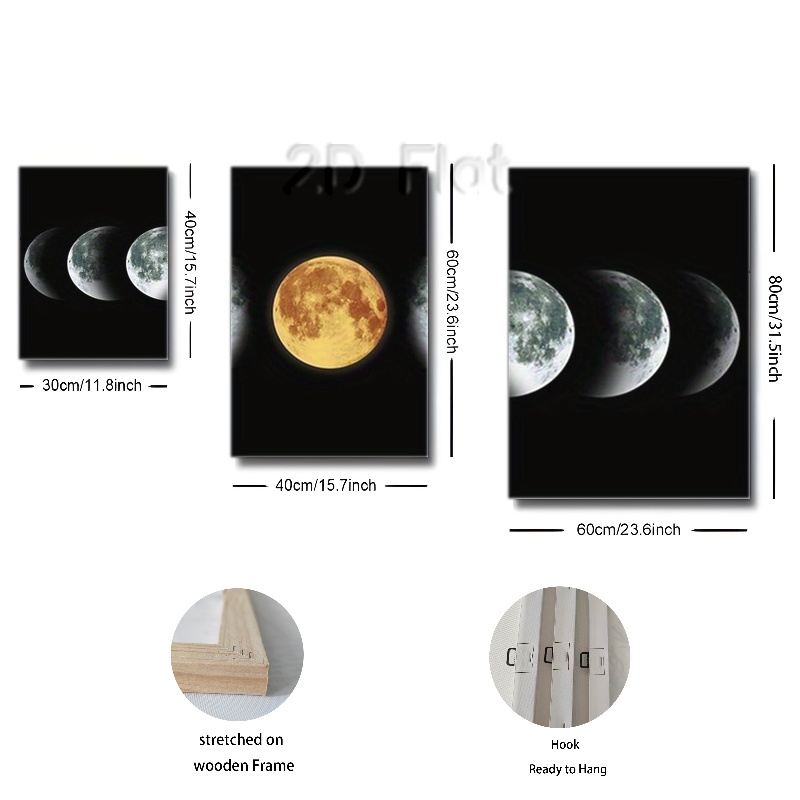 2D Flat
40cm/15.7inch
30cm/11.8inch
60cm/23.6inch
40cm/15.7inch
80cm/31.5inch
60cm/23.6inch
stretched on
wooden Frame
Hook
Ready to Hang